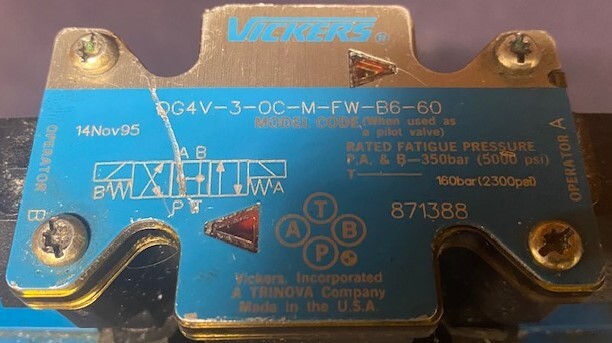 VICKERS®
DG4V-3-OC-M-FW-B6-60
14Nov95
MODEL CODE (When used as
a pilot valve)
RATED FATIGUE PRESSURE
P,A, & B-350bar (5000 psi)
T 160bar(2300psi)
OPERATOR B
OPERATOR A
A B
B W W A
P T
871388
T
A B
P
Vickers, Incorporated
A TRINOVA Company
Made in the U.S.A.